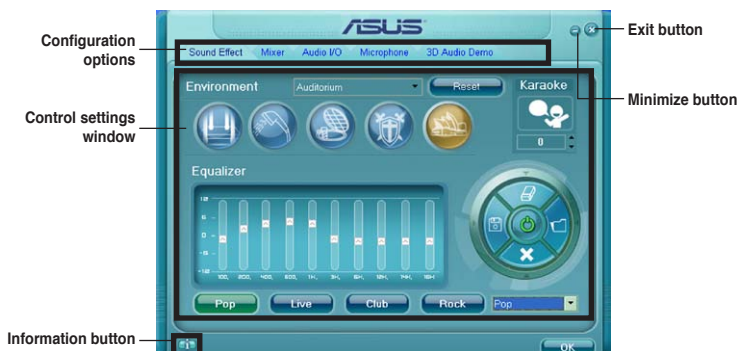 Configuration
options
Control settings
window
Information button
Exit button
Minimize button
ASUS
Sound Effect Mixer Audio I/O Microphone 3D Audio Demo
Environment Auditorium Reset Karaoke
0
Equalizer
Pop Live Club Rock Pop
OK